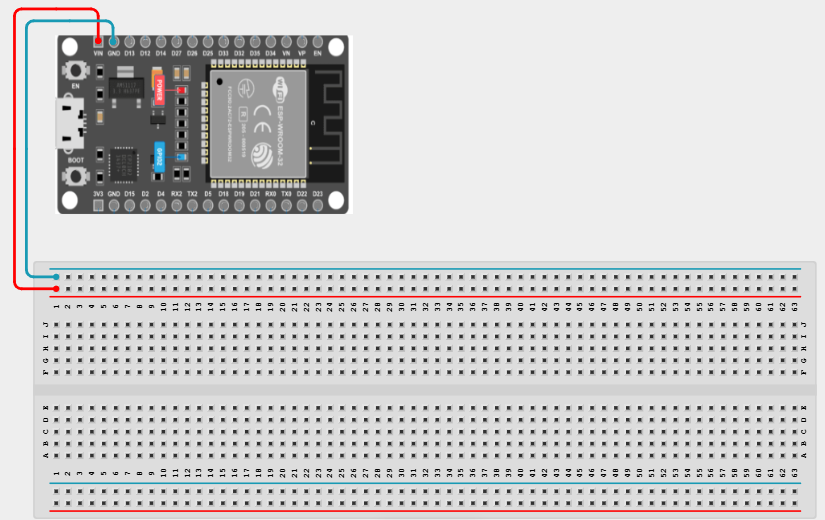 VIN GND D13 D12 D14 D27 D26 D25 D33 D32 D35 D34 VN VP EN
EN
POWER
ESP-WROOM-32
BOOT
GPIO2
3V3 GND D15 D2 D4 RX2 TX2 D5 D18 D19 D21 RX0 TX0 D22 D23
1 2 3 4 5 6 7 8 9 10 11 12 13 14 15 16 17 18 19 20 21 22 23 24 25 26 27 28 29 30 31 32 33 34 35 36 37 38 39 40 41 42 43 44 45 46 47 48 49 50 51 52 53 54 55 56 57 58 59 60 61 62 63
J J
I I
H H
G G
F F
E E
D D
C C
B B
A A
1 2 3 4 5 6 7 8 9 10 11 12 13 14 15 16 17 18 19 20 21 22 23 24 25 26 27 28 29 30 31 32 33 34 35 36 37 38 39 40 41 42 43 44 45 46 47 48 49 50 51 52 53 54 55 56 57 58 59 60 61 62 63